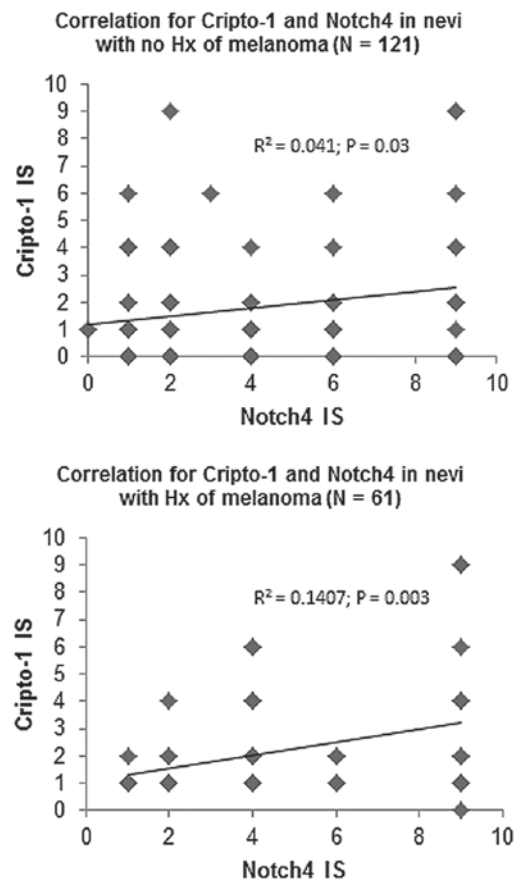 Correlation for Cripto-1 and Notch4 in nevi
with no Hx of melanoma (N = 121)
10
9
8
7
6
5
4
3
2
1
0
Cripto-1 IS
R² = 0.041; P = 0.03
0 2 4 6 8 10
Notch4 IS
Correlation for Cripto-1 and Notch4 in nevi
with Hx of melanoma (N = 61)
10
9
8
7
6
5
4
3
2
1
0
Cripto-1 IS
R² = 0.1407; P = 0.003
0 2 4 6 8 10
Notch4 IS